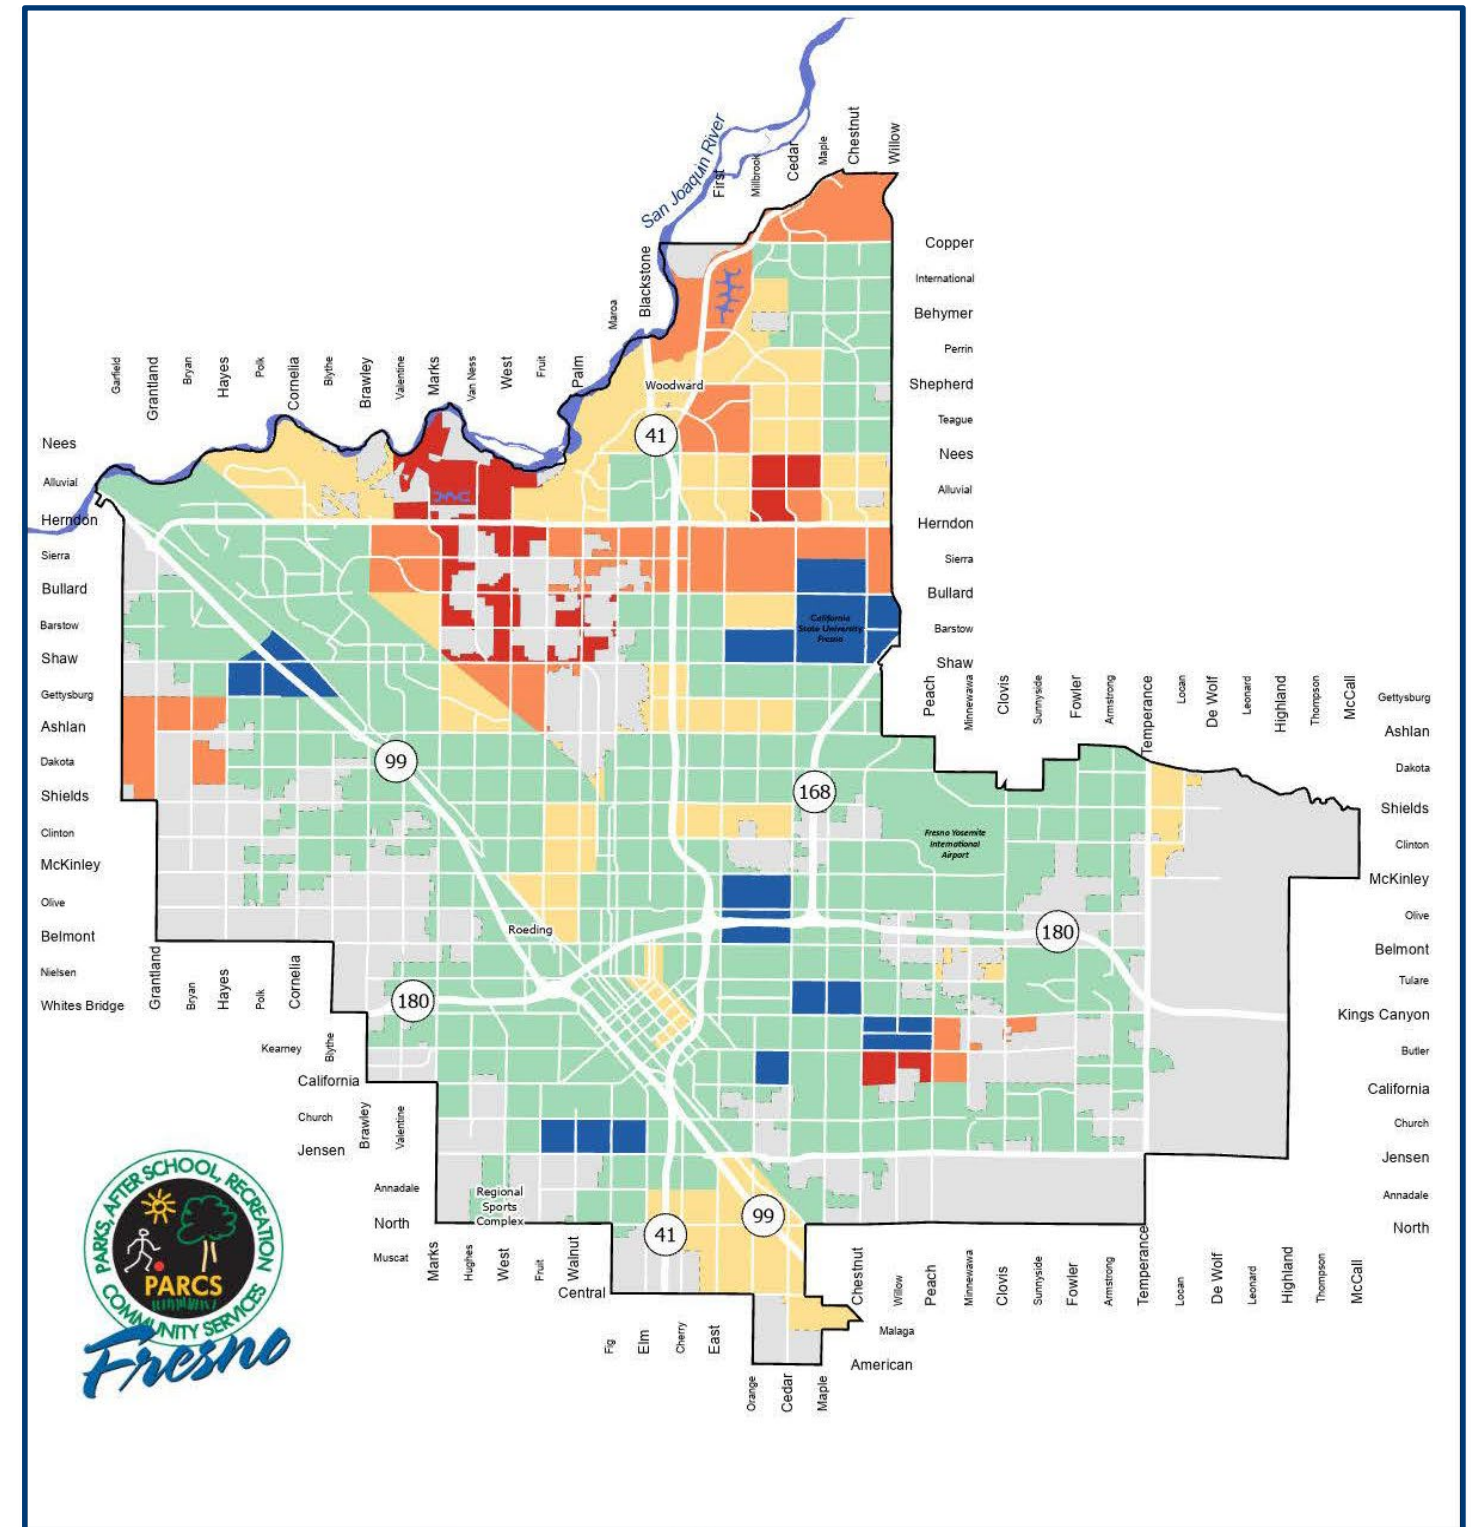 San Joaquin River
First
Millbrook
Cedar
Maple
Chestnut
Willow
Copper
International
Behymer
Perrin
Shepherd
Teague
Nees
Alluvial
Herndon
Sierra
Bullard
Barstow
Shaw
Maroa
Blackstone
Garfield
Grantland
Bryan
Hayes
Polk
Cornelia
Blythe
Brawley
Valentine
Marks
Van Ness
West
Fruit
Palm
Woodward
41
Nees
Alluvial
Herndon
Sierra
Bullard
Barstow
Shaw
Gettysburg
Ashlan
Dakota
Shields
Clinton
McKinley
Olive
Belmont
Nielsen
Whites Bridge
California
State University
Fresno
Peach
Minnewawa
Clovis
Sunnyside
Fowler
Armstrong
Temperance
Locan
De Wolf
Leonard
Highland
Thompson
McCall
Gettysburg
Ashlan
Dakota
Shields
Clinton
McKinley
Olive
Belmont
Tulare
Kings Canyon
Butler
California
Church
Jensen
Annadale
North
99
168
Fresno Yosemite
International
Airport
Roeding
180
180
Grantland
Bryan
Hayes
Polk
Cornelia
Kearney
Blythe
California
Church
Jensen
Brawley
Valentine
Annadale
North
Muscat
Regional
Sports
Complex
41
99
Marks
Hughes
West
Fruit
Walnut
Central
Fig
Elm
Cherry
East
Orange
Cedar
Maple
American
Malaga
Chestnut
Willow
Peach
Minnewawa
Clovis
Sunnyside
Fowler
Armstrong
Temperance
Locan
De Wolf
Leonard
Highland
Thompson
McCall
PARKS, AFTER SCHOOL, RECREATION
PARCS
COMMUNITY SERVICES
Fresno